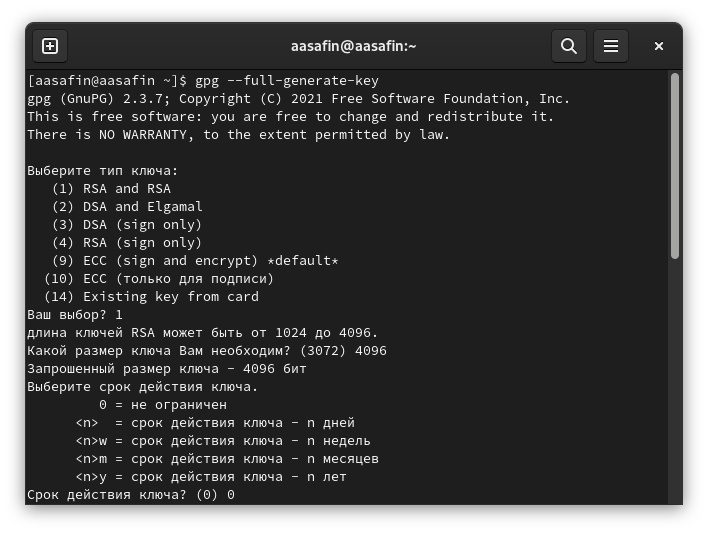 aasafin@aasafin:~
[aasafin@aasafin ~]$ gpg --full-generate-key
gpg (GnuPG) 2.3.7; Copyright (C) 2021 Free Software Foundation, Inc.
This is free software: you are free to change and redistribute it.
There is NO WARRANTY, to the extent permitted by law.

Выберите тип ключа:
   (1) RSA and RSA
   (2) DSA and Elgamal
   (3) DSA (sign only)
   (4) RSA (sign only)
   (9) ECC (sign and encrypt) *default*
  (10) ECC (только для подписи)
  (14) Existing key from card
Ваш выбор? 1
длина ключей RSA может быть от 1024 до 4096.
Какой размер ключа Вам необходим? (3072) 4096
Запрошенный размер ключа - 4096 бит
Выберите срок действия ключа.
         0 = не ограничен
      <n>  = срок действия ключа - n дней
      <n>w = срок действия ключа - n недель
      <n>m = срок действия ключа - n месяцев
      <n>y = срок действия ключа - n лет
Срок действия ключа? (0) 0